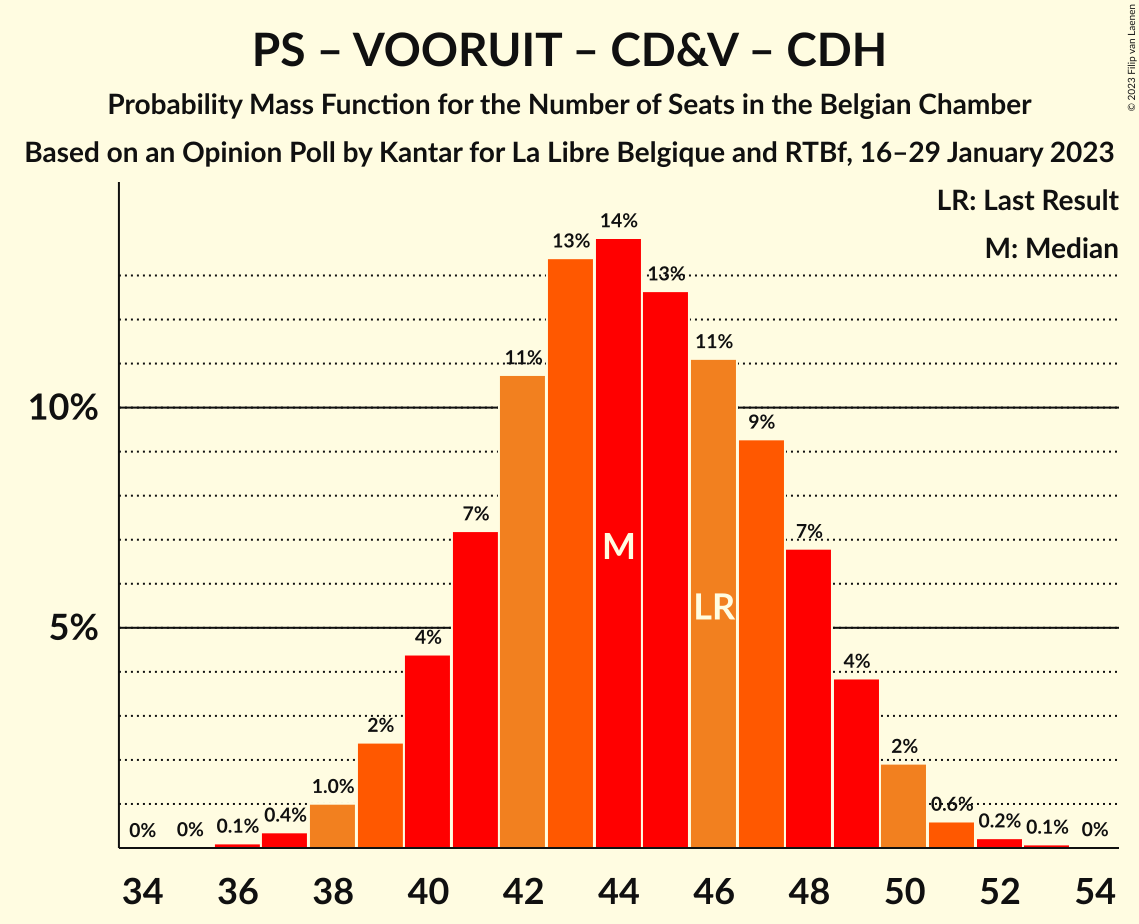 PS – VOORUIT – CD&V – CDH
Probability Mass Function for the Number of Seats in the Belgian Chamber
Based on an Opinion Poll by Kantar for La Libre Belgique and RTBf, 16–29 January 2023
© 2023 Filip van Laenen
LR: Last Result
M: Median
10%
5%
0%
0%
0.1%
0.4%
1.0%
2%
4%
7%
11%
13%
14%
13%
11%
9%
7%
4%
2%
0.6%
0.2%
0.1%
0%
M
LR
34 36 38 40 42 44 46 48 50 52 54